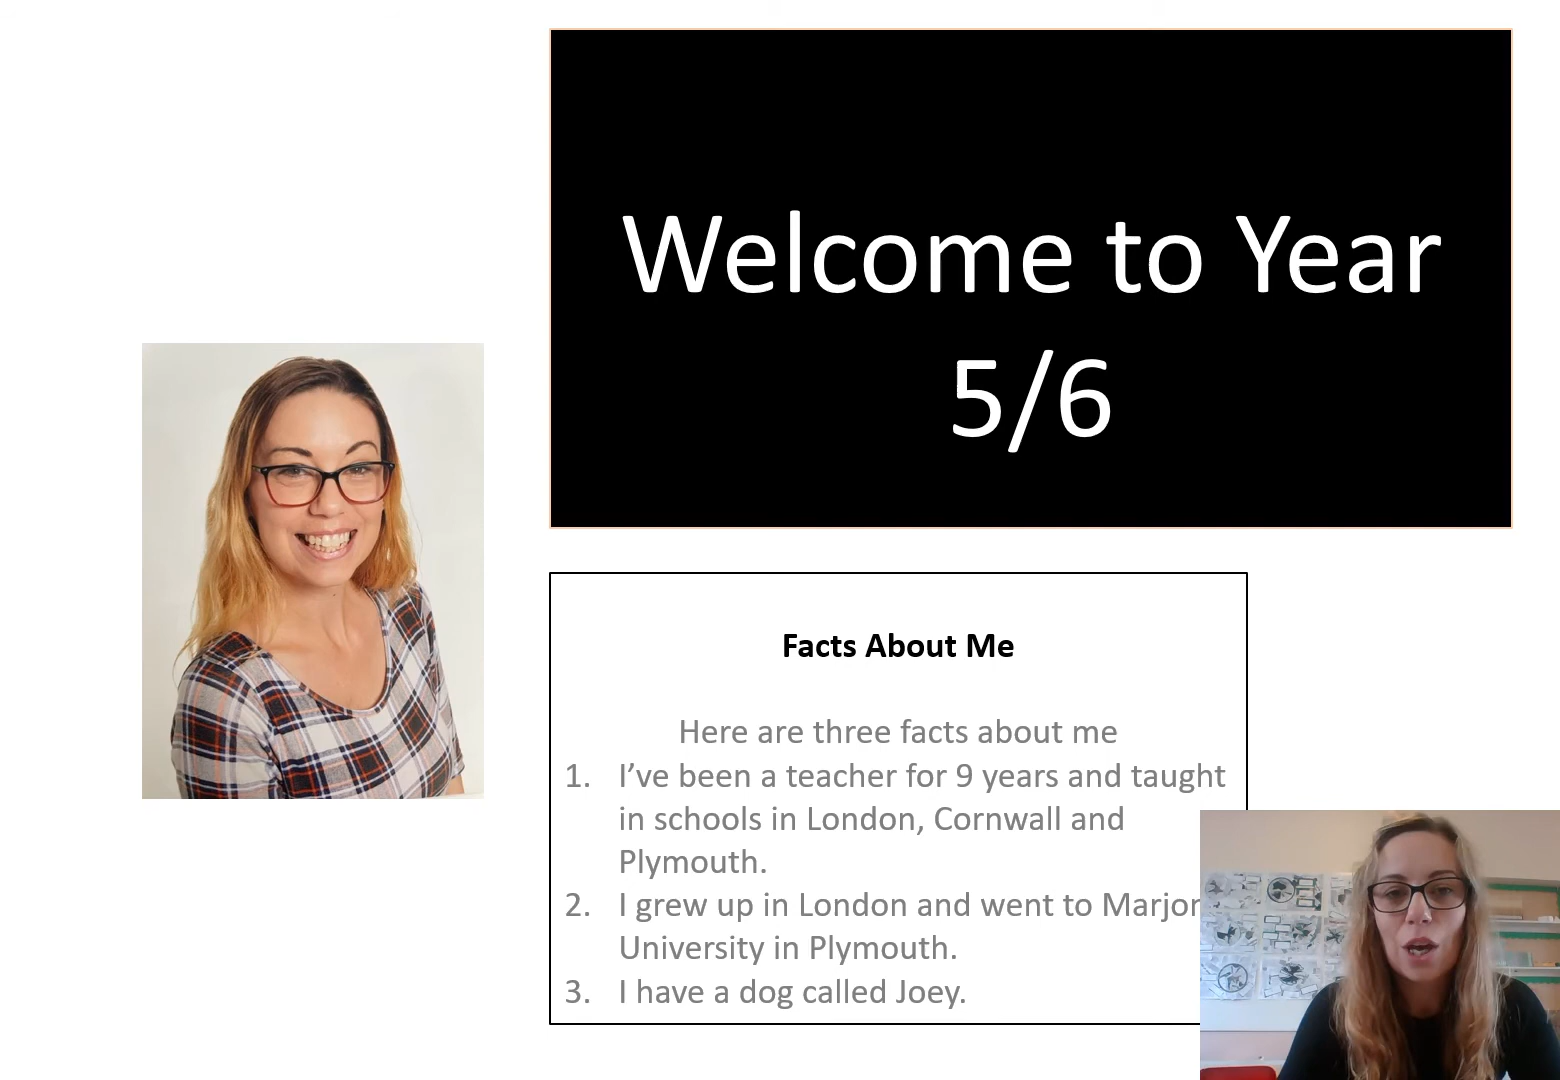 Welcome to Year
5/6
Facts About Me
Here are three facts about me
1. I’ve been a teacher for 9 years and taught
in schools in London, Cornwall and
Plymouth.
2. I grew up in London and went to Marjon
University in Plymouth.
3. I have a dog called Joey.